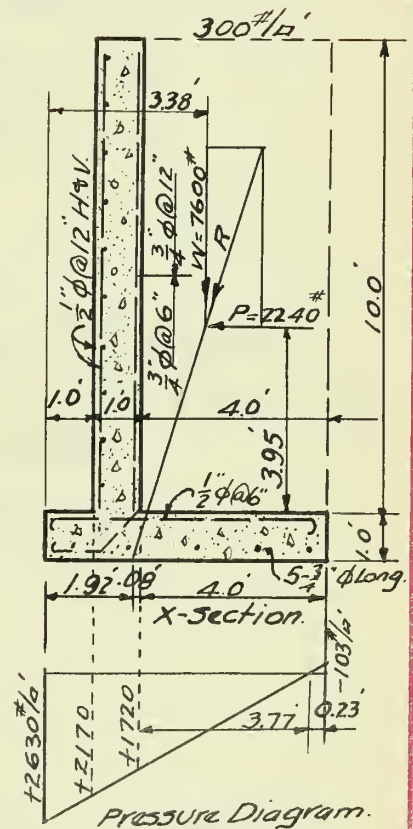 300 #/□'
3.38'
½" φ @ 12" H & V.
¾" φ @ 12"
¾" φ @ 6"
W = 7600 #
R
P = 2240 #
10.0'
1.0'
1.0'
4.0'
3.95'
½" φ @ 6"
1.0'
5-¾" φ Long.
1.92'
.08'
4.0'
X-Section.
+2630 #/□'
+2170
+1720
3.77'
0.23'
-103 #/□'
Pressure Diagram.